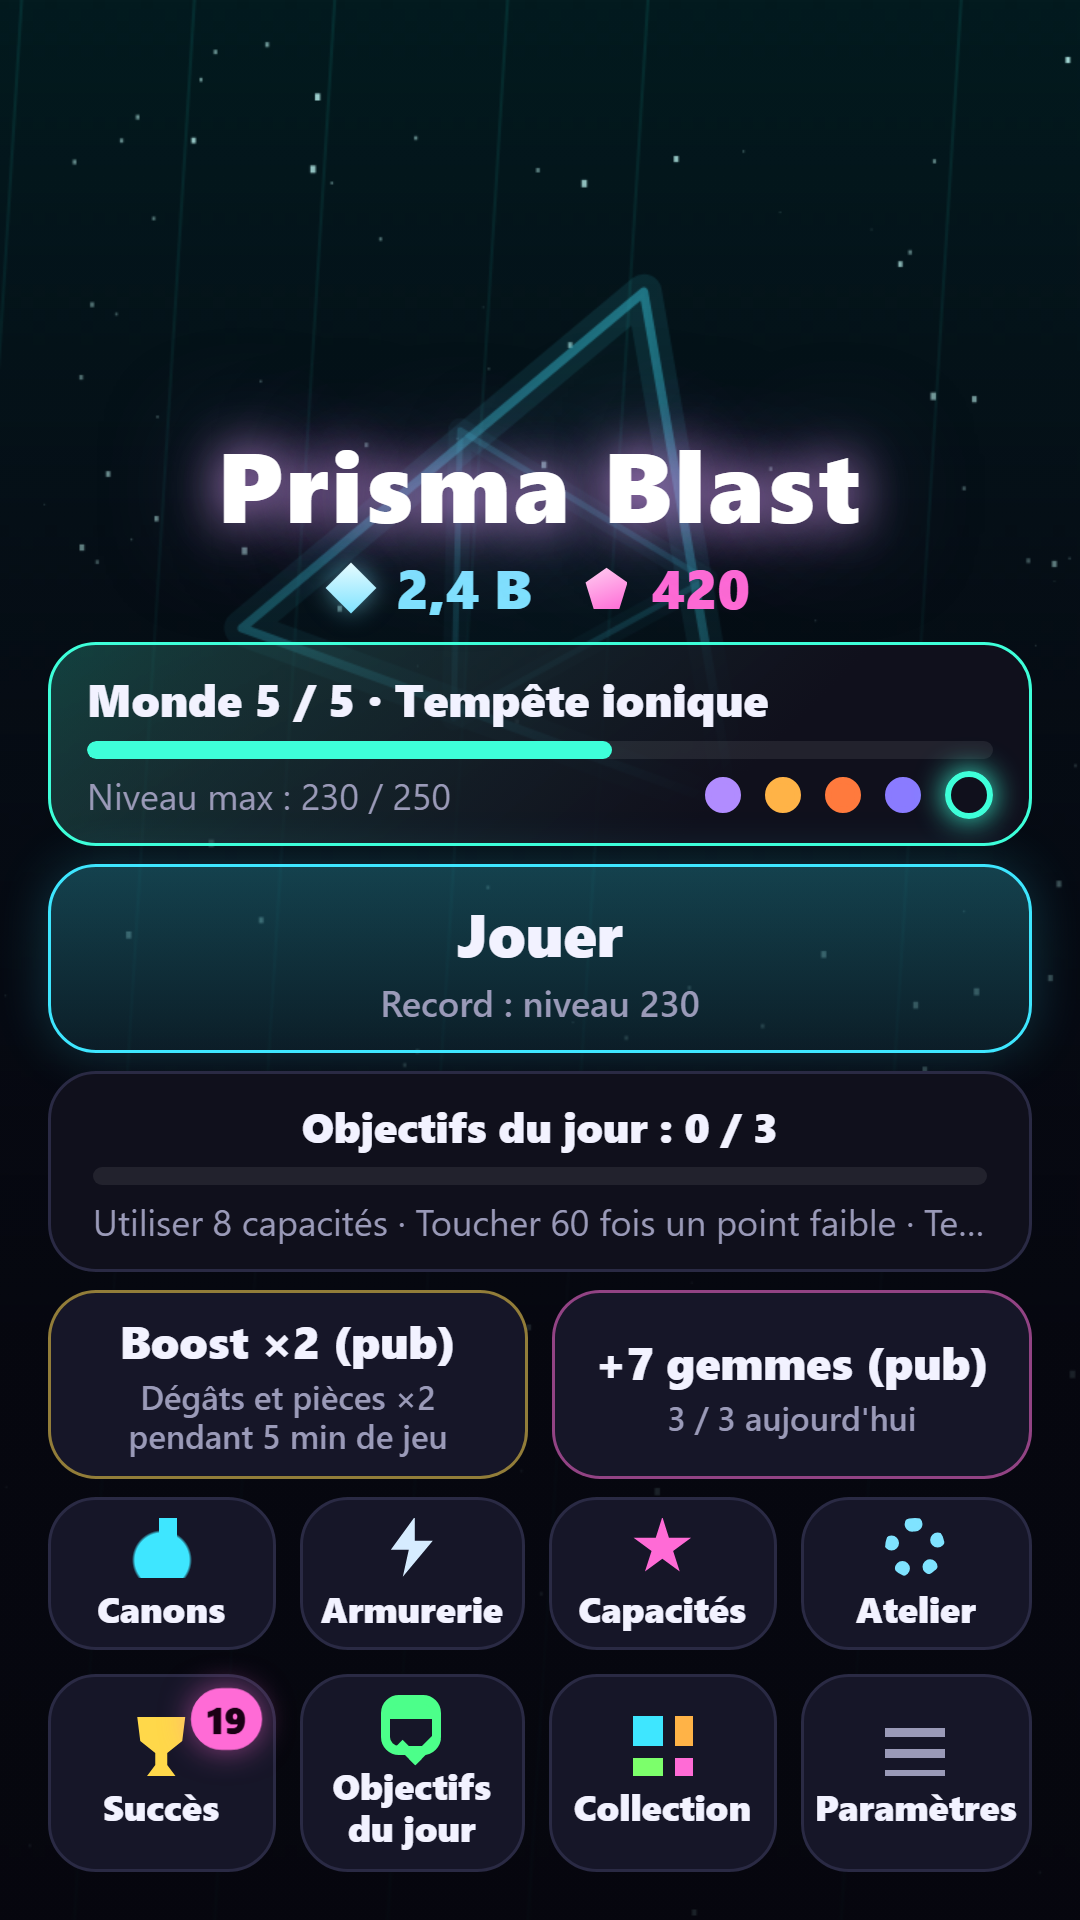 Prisma Blast
2,4 B 420
Monde 5 / 5 · Tempête ionique
Niveau max : 230 / 250
Jouer
Record : niveau 230
Objectifs du jour : 0 / 3
Utiliser 8 capacités · Toucher 60 fois un point faible · Te...
Boost ×2 (pub)
Dégâts et pièces ×2
pendant 5 min de jeu
+7 gemmes (pub)
3 / 3 aujourd'hui
Canons
Armurerie
Capacités
Atelier
19
Succès
Objectifs
du jour
Collection
Paramètres